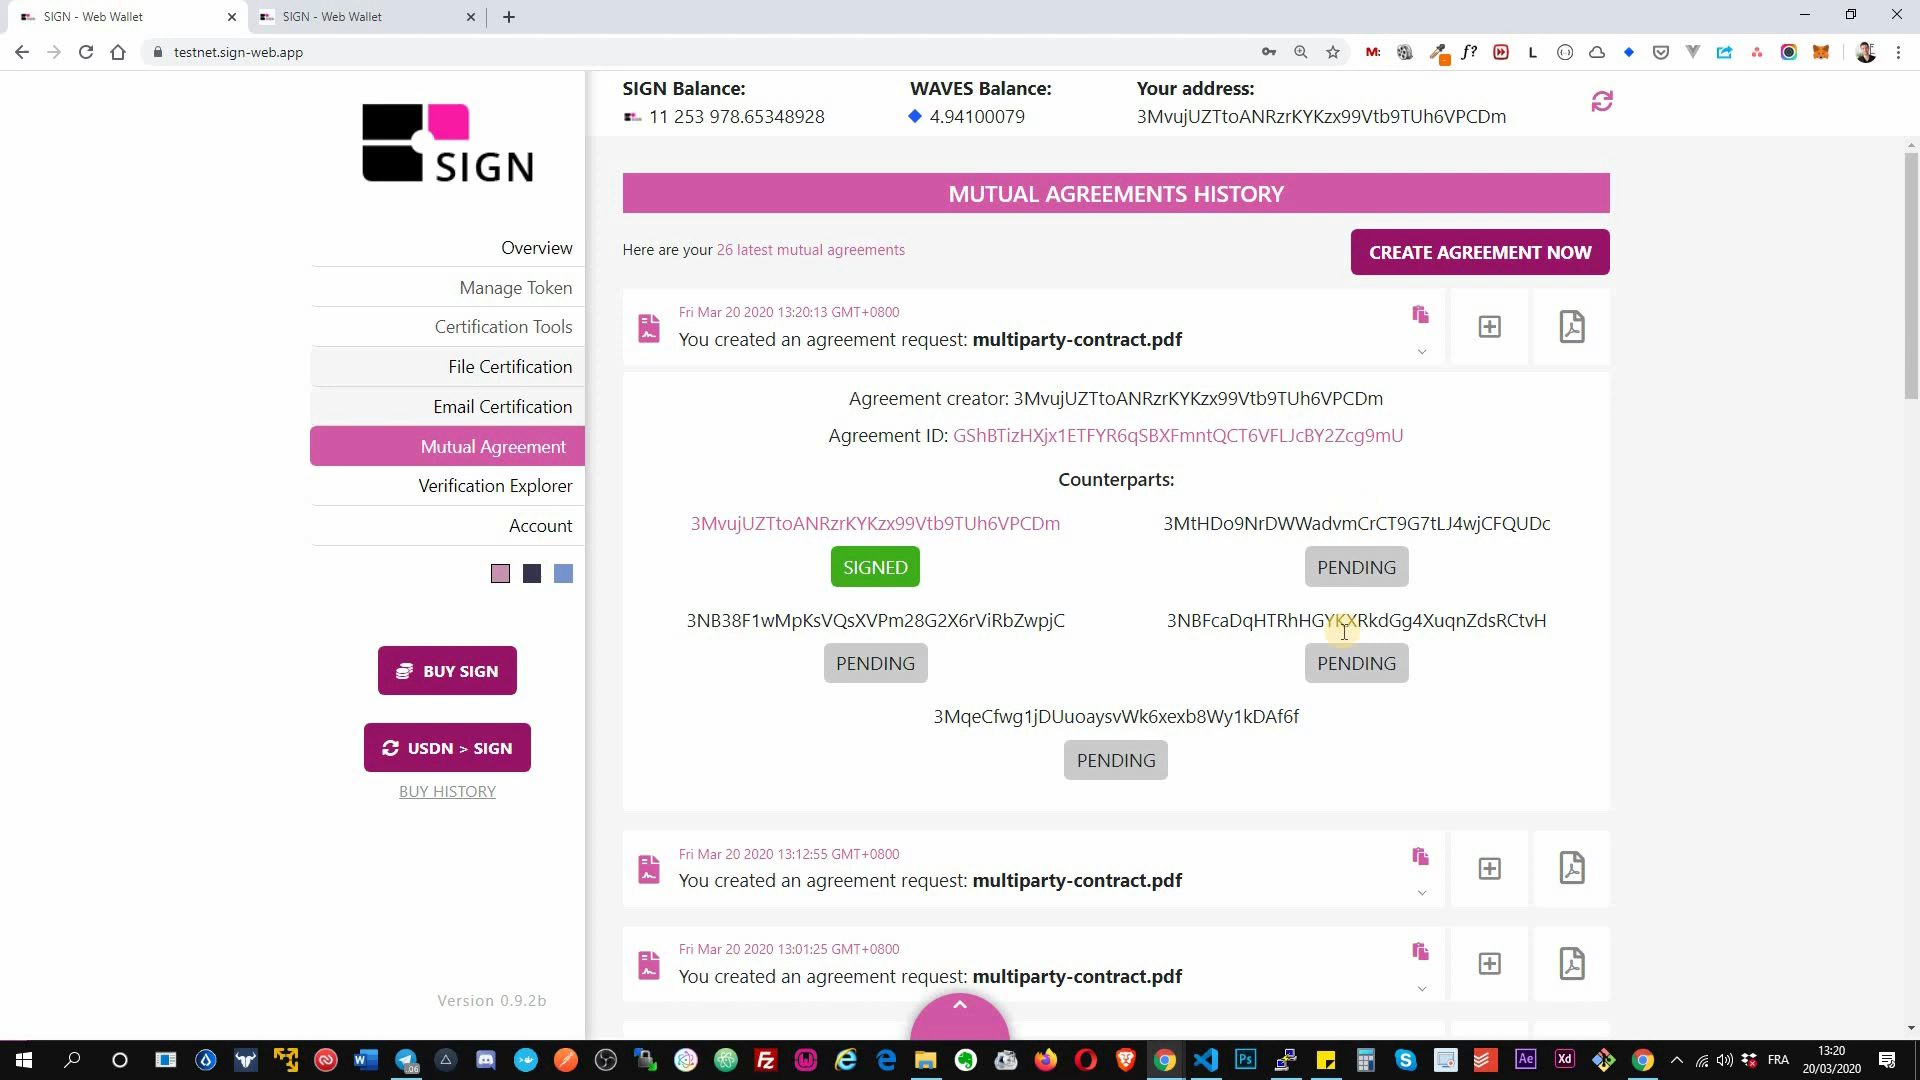 SIGN - Web Wallet
SIGN - Web Wallet
testnet.sign-web.app
SIGN Balance:
11 253 978.65348928
WAVES Balance:
4.94100079
Your address:
3MvujUZTtoANRzrKYKzx99Vtb9TUh6VPCDm
SIGN
Overview
Manage Token
Certification Tools
File Certification
Email Certification
Mutual Agreement
Verification Explorer
Account
BUY SIGN
USDN > SIGN
BUY HISTORY
Version 0.9.2b
MUTUAL AGREEMENTS HISTORY
Here are your 26 latest mutual agreements
CREATE AGREEMENT NOW
Fri Mar 20 2020 13:20:13 GMT+0800
You created an agreement request: multiparty-contract.pdf
Agreement creator: 3MvujUZTtoANRzrKYKzx99Vtb9TUh6VPCDm
Agreement ID: GShBTizHXjx1ETFYR6qSBXFmntQCT6VFLJcBY2Zcg9mU
Counterparts:
3MvujUZTtoANRzrKYKzx99Vtb9TUh6VPCDm
SIGNED
3MtHDo9NrDWWadvmCrCT9G7tLJ4wjCFQUDc
PENDING
3NB38F1wMpKsVQsXVPm28G2X6rViRbZwpjC
PENDING
3NBFcaDqHTRhHGYKXRkdGg4XuqnZdsRCtvH
PENDING
3MqeCfwg1jDUuoaysvWk6xexb8Wy1kDAf6f
PENDING
Fri Mar 20 2020 13:12:55 GMT+0800
You created an agreement request: multiparty-contract.pdf
Fri Mar 20 2020 13:01:25 GMT+0800
You created an agreement request: multiparty-contract.pdf
FRA
13:20
20/03/2020